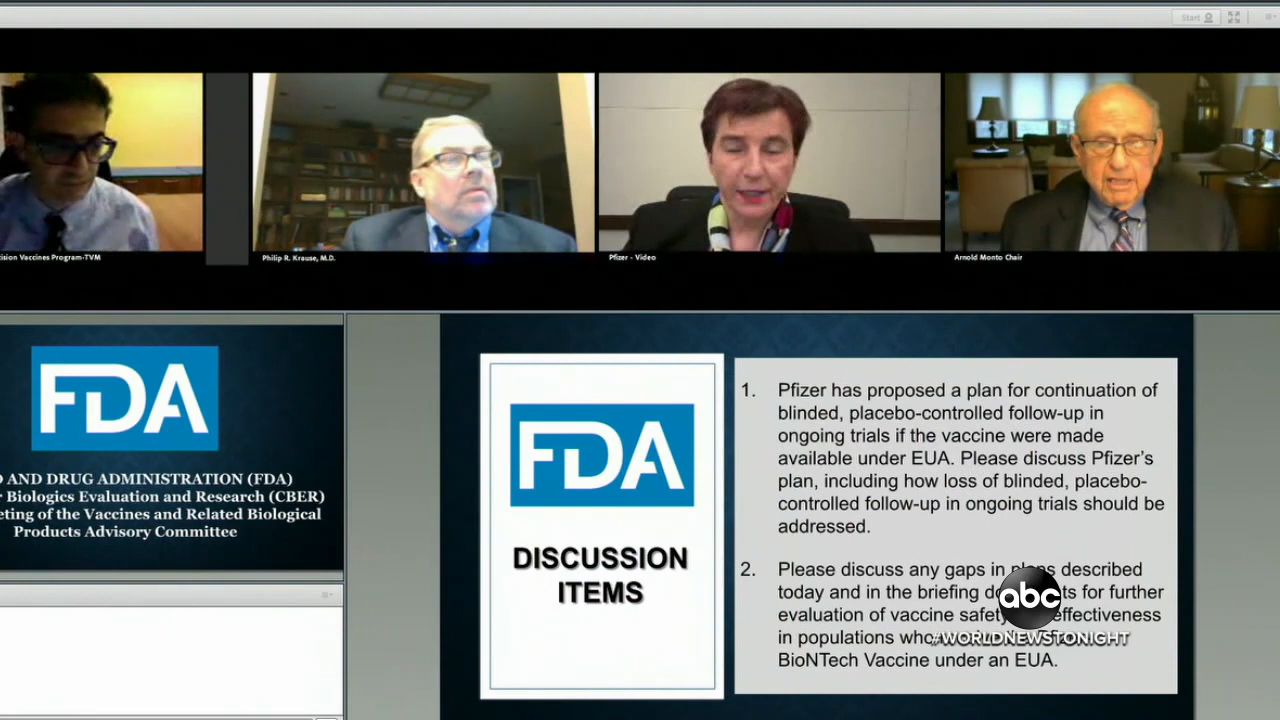 Start
ision Vaccines Program-TVM
Philip R. Krause, M.D.
Pfizer - Video
Arnold Monto Chair
FDA
AND DRUG ADMINISTRATION (FDA)
r Biologics Evaluation and Research (CBER)
eting of the Vaccines and Related Biological
Products Advisory Committee
FDA
DISCUSSION
ITEMS
1. Pfizer has proposed a plan for continuation of
blinded, placebo-controlled follow-up in
ongoing trials if the vaccine were made
available under EUA. Please discuss Pfizer's
plan, including how loss of blinded, placebo-
controlled follow-up in ongoing trials should be
addressed.
2. Please discuss any gaps in plans described
today and in the briefing do ts for further
evaluation of vaccine safety effectiveness
in populations who
BioNTech Vaccine under an EUA.
abc
#WORLDNEWSTONIGHT